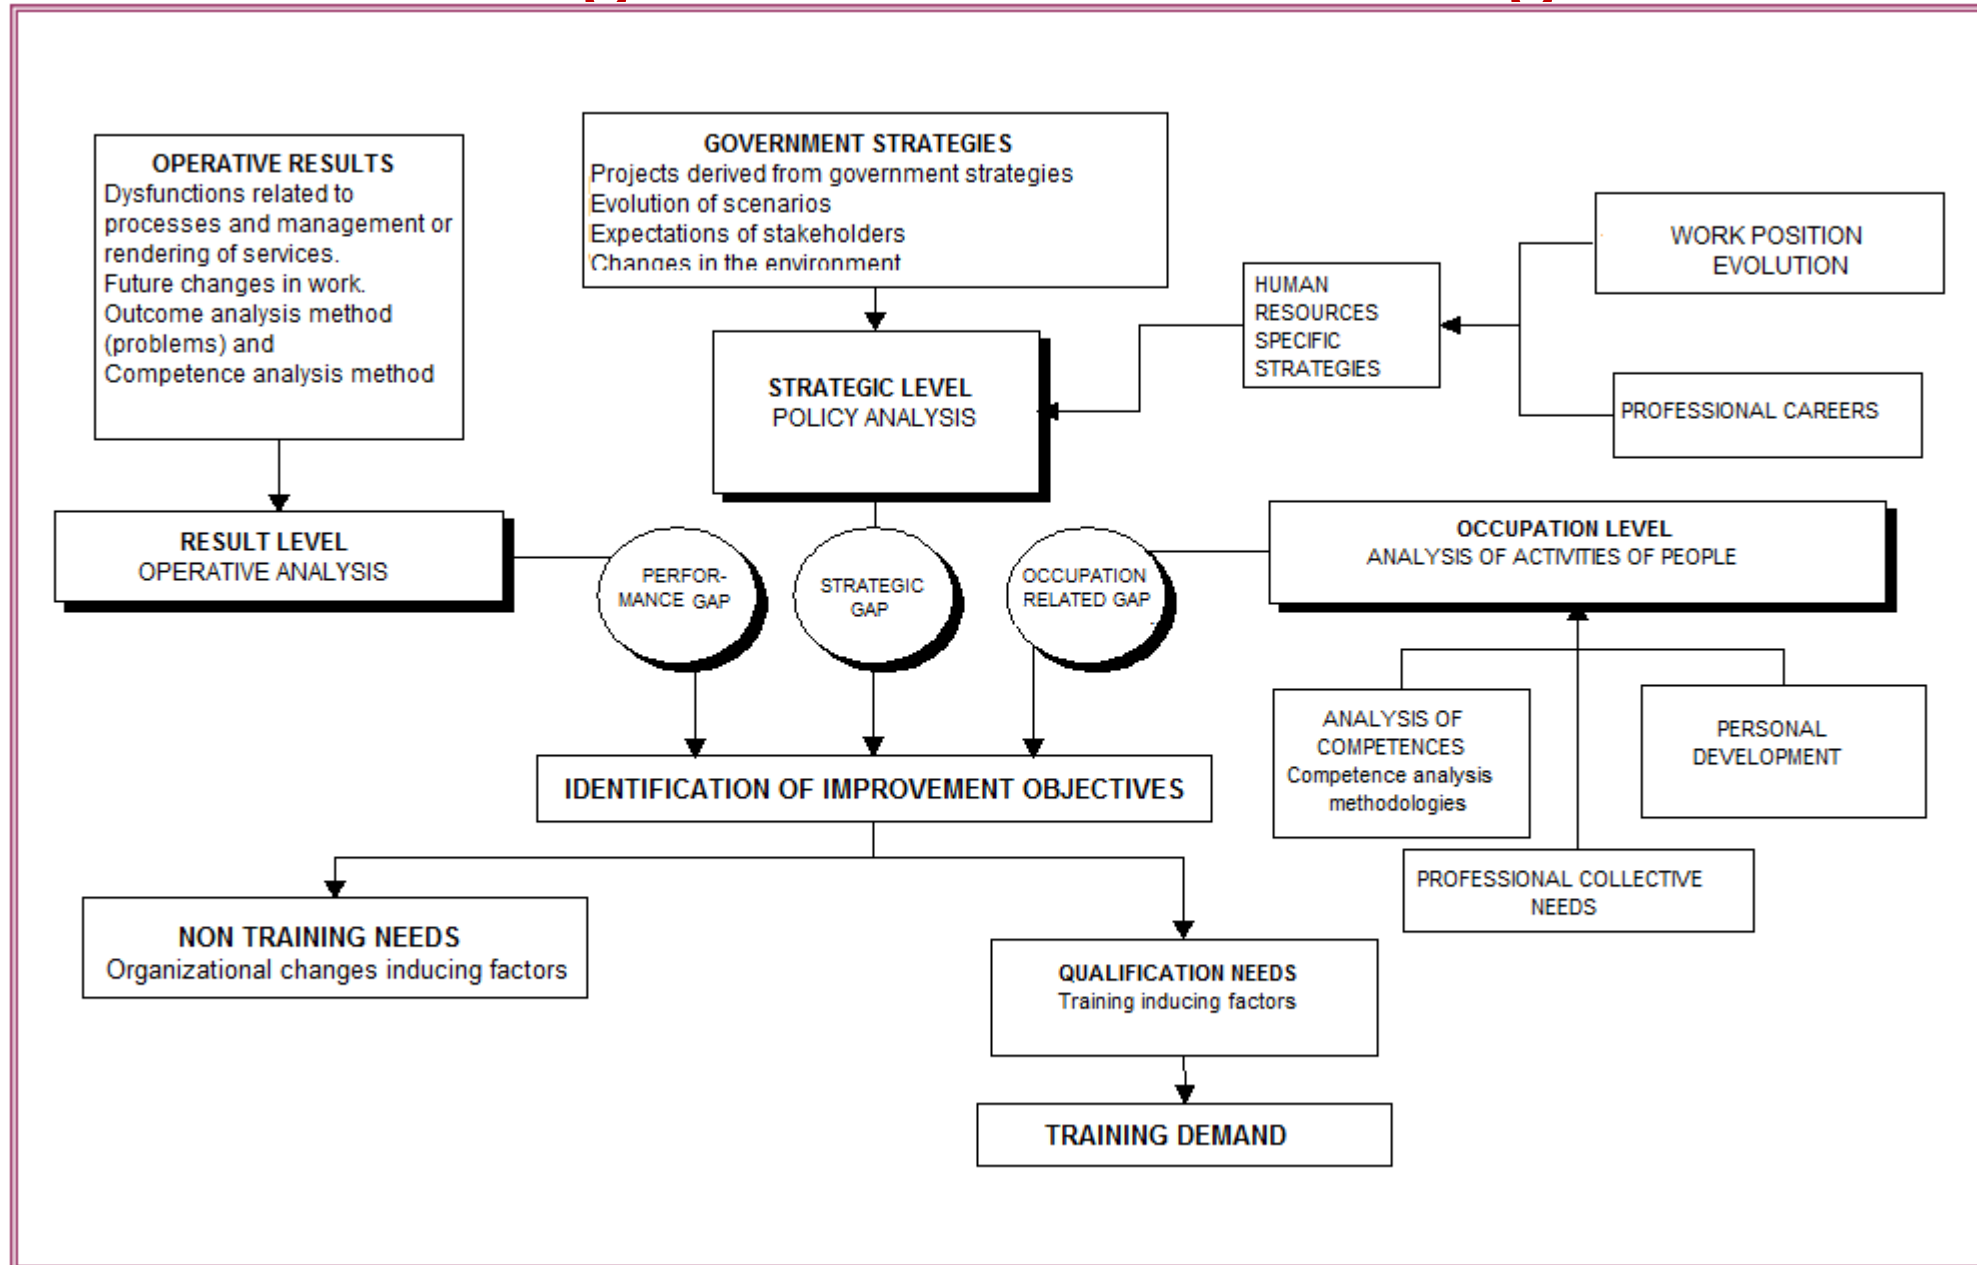 OPERATIVE RESULTS
Dysfunctions related to
processes and management or
rendering of services.
Future changes in work.
Outcome analysis method
(problems) and
Competence analysis method
GOVERNMENT STRATEGIES
Projects derived from government strategies
Evolution of scenarios
Expectations of stakeholders
Changes in the environment
WORK POSITION
EVOLUTION
HUMAN
RESOURCES
SPECIFIC
STRATEGIES
PROFESSIONAL CAREERS
STRATEGIC LEVEL
POLICY ANALYSIS
RESULT LEVEL
OPERATIVE ANALYSIS
PERFOR-
MANCE GAP
STRATEGIC
GAP
OCCUPATION
RELATED GAP
OCCUPATION LEVEL
ANALYSIS OF ACTIVITIES OF PEOPLE
ANALYSIS OF
COMPETENCES
Competence analysis
methodologies
PERSONAL
DEVELOPMENT
PROFESSIONAL COLLECTIVE
NEEDS
IDENTIFICATION OF IMPROVEMENT OBJECTIVES
NON TRAINING NEEDS
Organizational changes inducing factors
QUALIFICATION NEEDS
Training inducing factors
TRAINING DEMAND